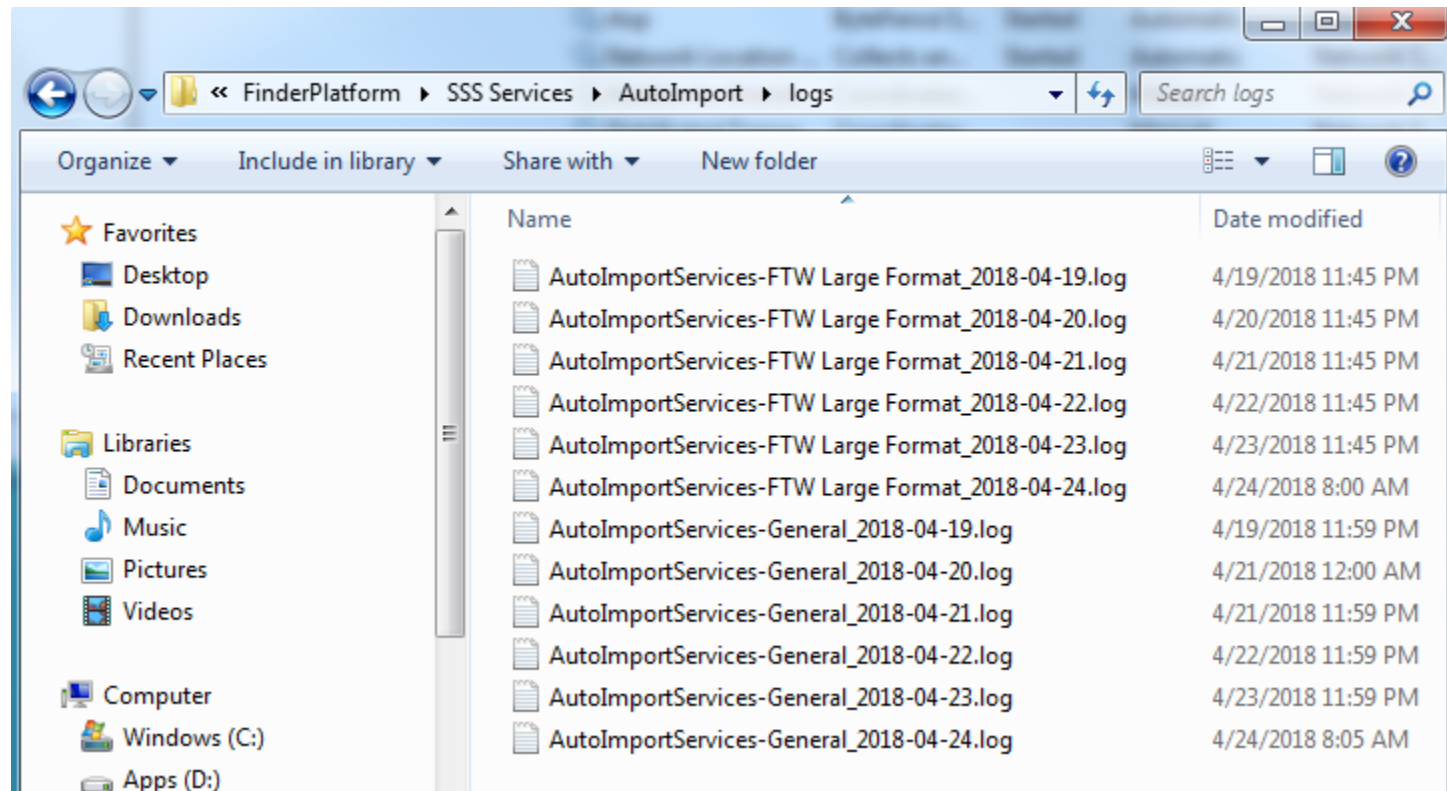 « FinderPlatform ▸ SSS Services ▸ AutoImport ▸ logs
Search logs
Organize Include in library Share with New folder
Favorites
Desktop
Downloads
Recent Places
Libraries
Documents
Music
Pictures
Videos
Computer
Windows (C:)
Apps (D:)
Name Date modified
AutoImportServices-FTW Large Format_2018-04-19.log 4/19/2018 11:45 PM
AutoImportServices-FTW Large Format_2018-04-20.log 4/20/2018 11:45 PM
AutoImportServices-FTW Large Format_2018-04-21.log 4/21/2018 11:45 PM
AutoImportServices-FTW Large Format_2018-04-22.log 4/22/2018 11:45 PM
AutoImportServices-FTW Large Format_2018-04-23.log 4/23/2018 11:45 PM
AutoImportServices-FTW Large Format_2018-04-24.log 4/24/2018 8:00 AM
AutoImportServices-General_2018-04-19.log 4/19/2018 11:59 PM
AutoImportServices-General_2018-04-20.log 4/21/2018 12:00 AM
AutoImportServices-General_2018-04-21.log 4/21/2018 11:59 PM
AutoImportServices-General_2018-04-22.log 4/22/2018 11:59 PM
AutoImportServices-General_2018-04-23.log 4/23/2018 11:59 PM
AutoImportServices-General_2018-04-24.log 4/24/2018 8:05 AM